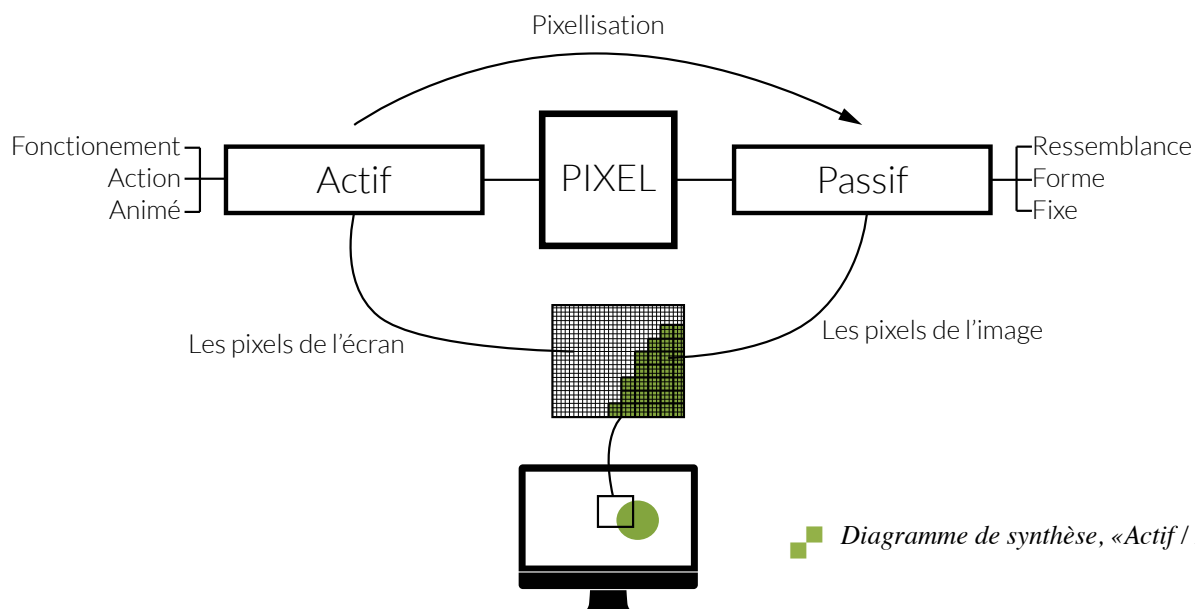 Pixellisation
Fonctionement
Action
Animé
Actif
PIXEL
Passif
Ressemblance
Forme
Fixe
Les pixels de l'écran
Les pixels de l'image
Diagramme de synthèse, «Actif /